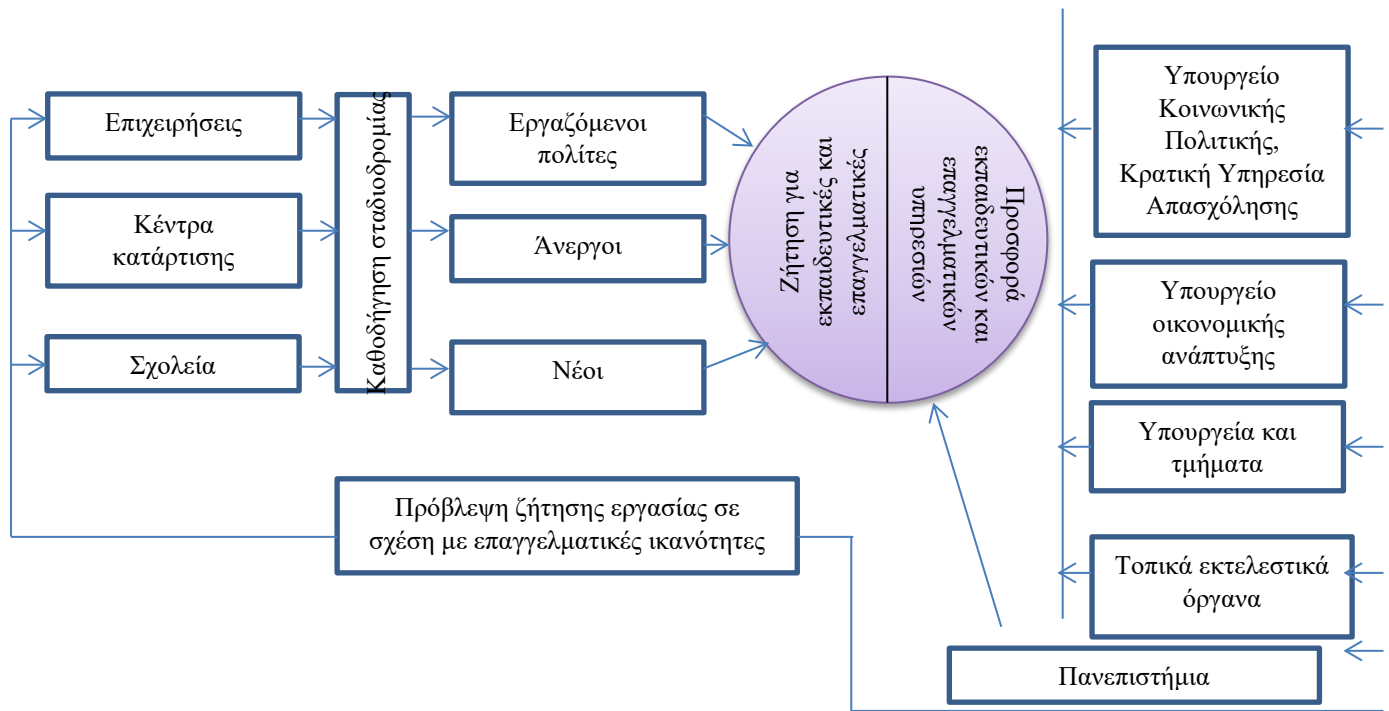 Επιχειρήσεις
Κέντρα
κατάρτισης
Σχολεία
Καθοδήγηση σταδιοδρομίας
Εργαζόμενοι
πολίτες
Άνεργοι
Νέοι
Ζήτηση για
εκπαιδευτικές και
επαγγελματικές
Προσφορά
εκπαιδευτικών και
επαγγελματικών
υπηρεσιών
Υπουργείο
Κοινωνικής
Πολιτικής,
Κρατική Υπηρεσία
Απασχόλησης
Υπουργείο
οικονομικής
ανάπτυξης
Υπουργεία και
τμήματα
Τοπικά εκτελεστικά
όργανα
Πανεπιστήμια
Πρόβλεψη ζήτησης εργασίας σε
σχέση με επαγγελματικές ικανότητες